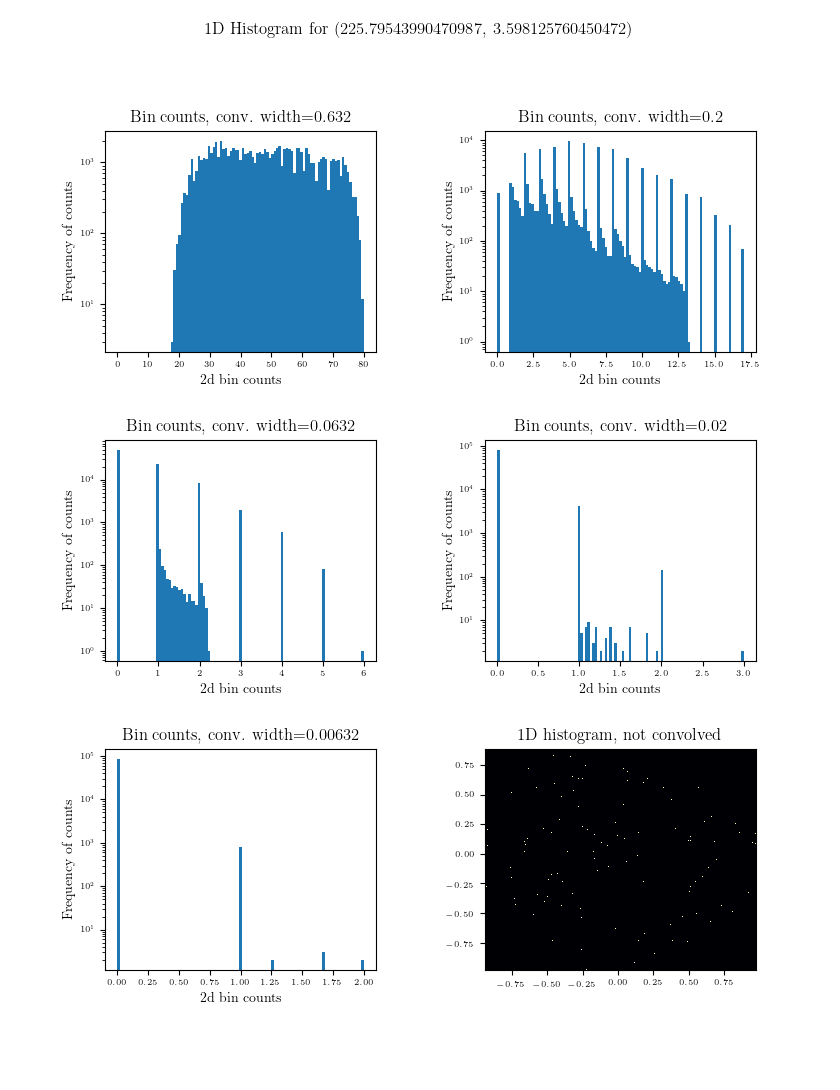 1D Histogram for (225.79543990470987, 3.598125760450472)
Bin counts, conv. width=0.632
Frequency of counts
10³
10²
10¹
0 10 20 30 40 50 60 70 80
2d bin counts
Bin counts, conv. width=0.2
Frequency of counts
10⁴
10³
10²
10¹
10⁰
0.0 2.5 5.0 7.5 10.0 12.5 15.0 17.5
2d bin counts
Bin counts, conv. width=0.0632
Frequency of counts
10⁴
10³
10²
10¹
10⁰
0 1 2 3 4 5 6
2d bin counts
Bin counts, conv. width=0.02
Frequency of counts
10⁵
10⁴
10³
10²
10¹
0.0 0.5 1.0 1.5 2.0 2.5 3.0
2d bin counts
Bin counts, conv. width=0.00632
Frequency of counts
10⁵
10⁴
10³
10²
10¹
0.00 0.25 0.50 0.75 1.00 1.25 1.50 1.75 2.00
2d bin counts
1D histogram, not convolved
0.75
0.50
0.25
0.00
−0.25
−0.50
−0.75
−0.75 −0.50 −0.25 0.00 0.25 0.50 0.75